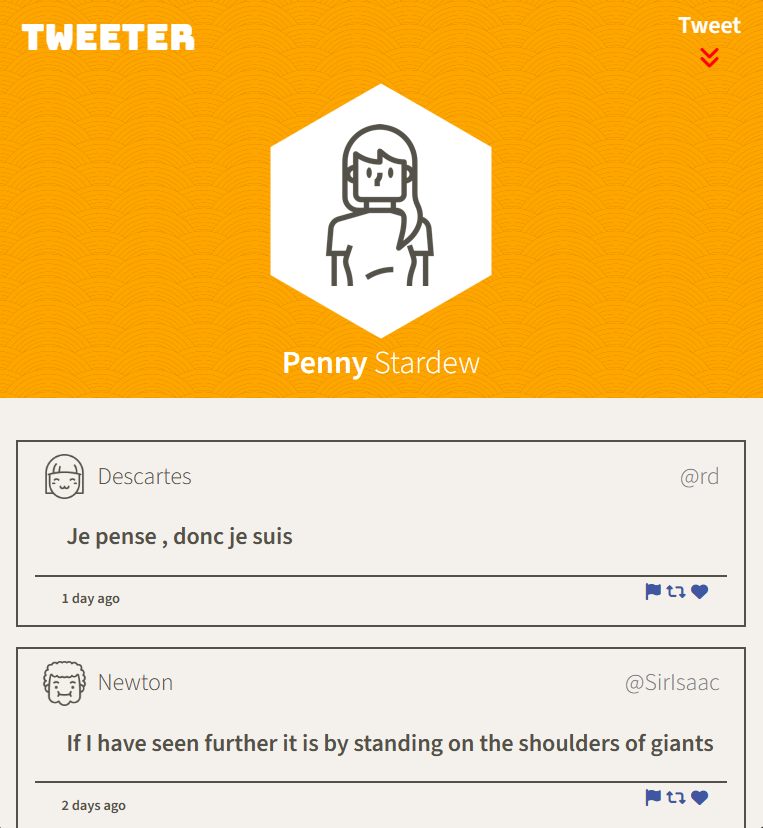 TWEETER
Tweet
Penny Stardew
Descartes
@rd
Je pense , donc je suis
1 day ago
Newton
@SirIsaac
If I have seen further it is by standing on the shoulders of giants
2 days ago